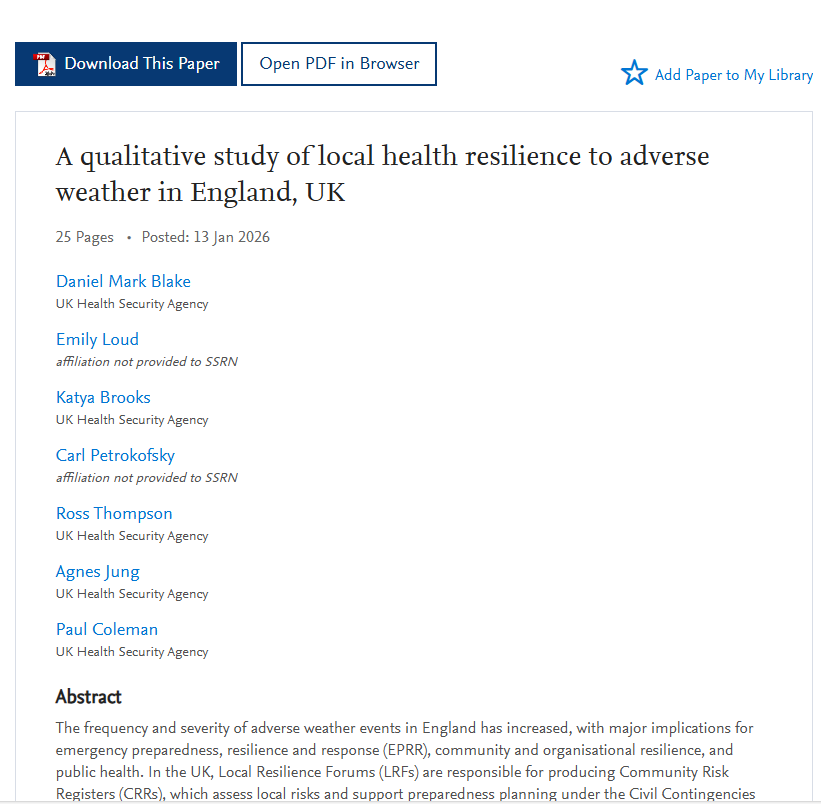 Download This Paper
Open PDF in Browser
Add Paper to My Library
A qualitative study of local health resilience to adverse
weather in England, UK
25 Pages • Posted: 13 Jan 2026
Daniel Mark Blake
UK Health Security Agency
Emily Loud
affiliation not provided to SSRN
Katya Brooks
UK Health Security Agency
Carl Petrokofsky
affiliation not provided to SSRN
Ross Thompson
UK Health Security Agency
Agnes Jung
UK Health Security Agency
Paul Coleman
UK Health Security Agency
Abstract
The frequency and severity of adverse weather events in England has increased, with major implications for
emergency preparedness, resilience and response (EPRR), community and organisational resilience, and
public health. In the UK, Local Resilience Forums (LRFs) are responsible for producing Community Risk
Registers (CRRs), which assess local risks and support preparedness planning under the Civil Contingencies